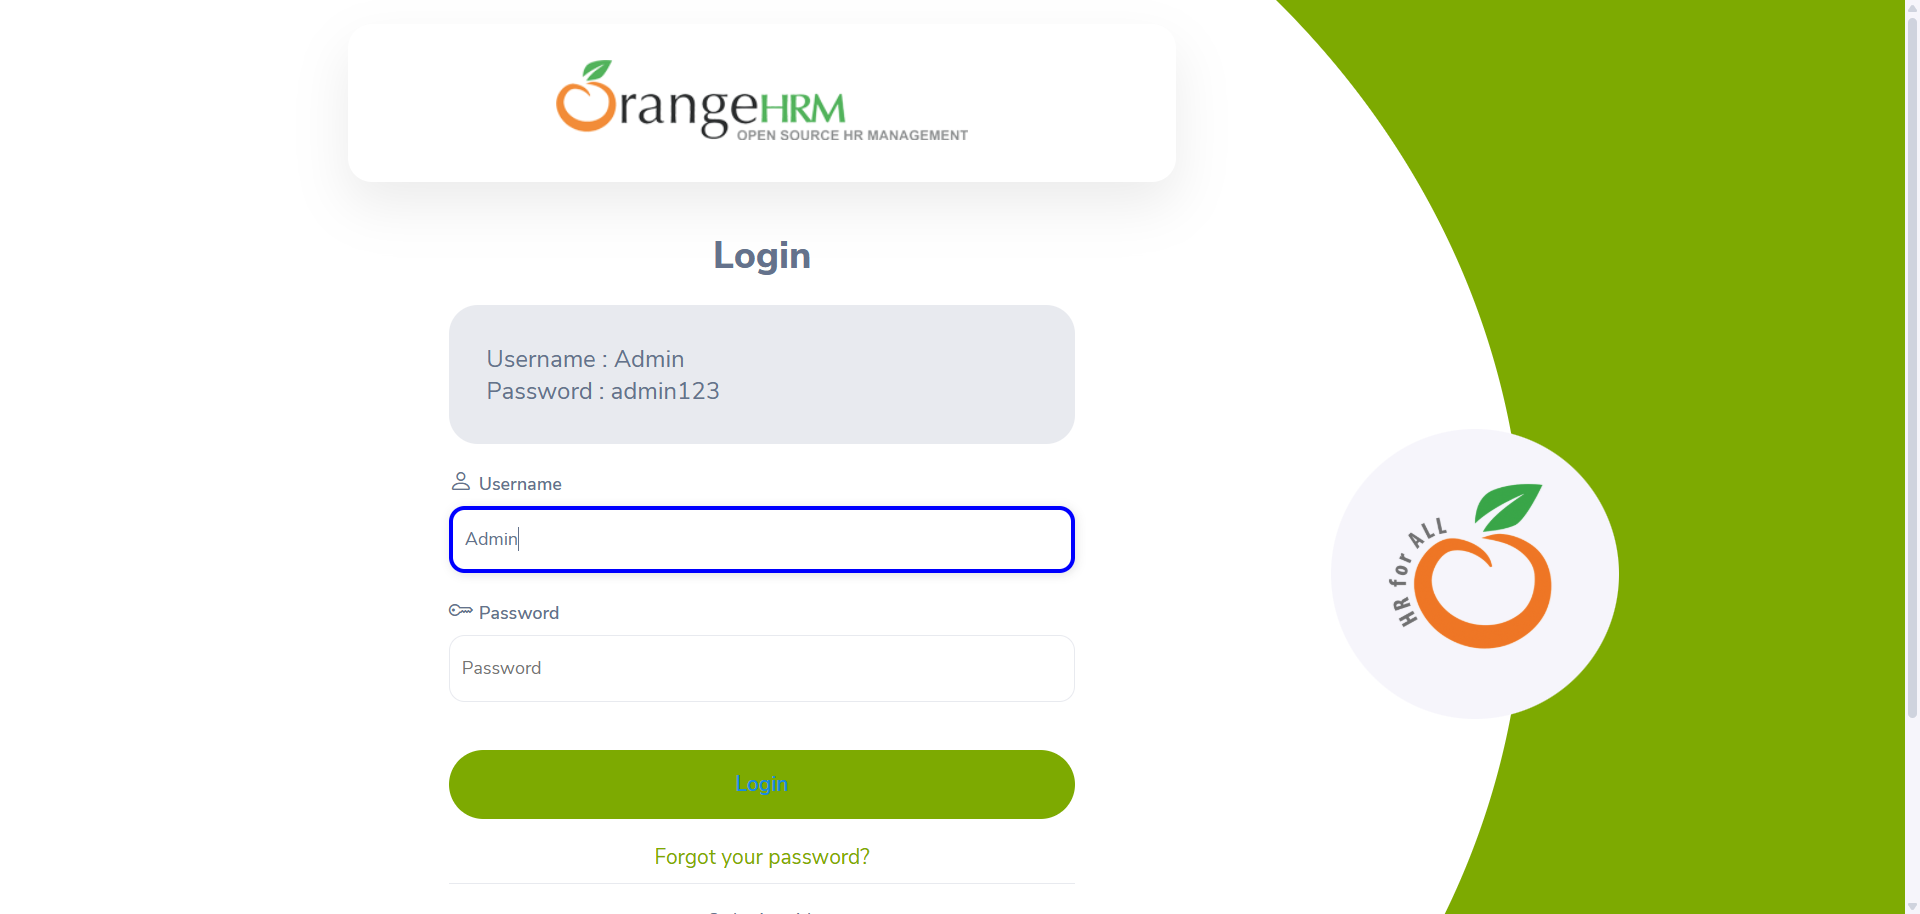 OrangeHRM
OPEN SOURCE HR MANAGEMENT
Login
Username : Admin
Password : admin123
Username
Admin
Password
Password
Login
Forgot your password?
HR for ALL